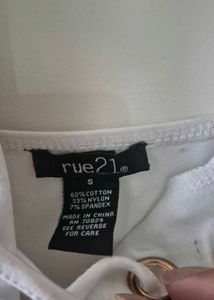 rue21®
S
60% COTTON
33% NYLON
7% SPANDEX
MADE IN CHINA
RN 70829
SEE REVERSE
FOR CARE